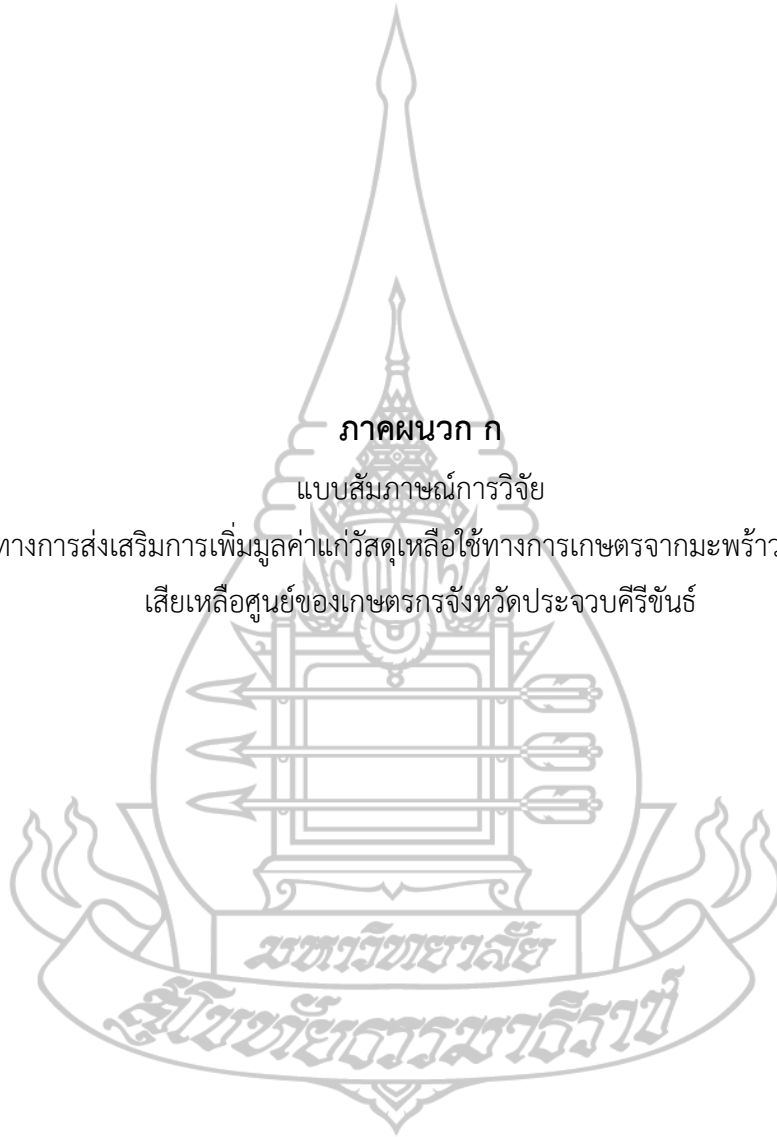 ภาคผนวก ก
แบบสัมภาษณ์การวิจัย
ทางการส่งเสริมการเพิ่มมูลค่าแก่วัสดุเหลือใช้ทางการเกษตรจากมะพร้าว
เสียเหลือศูนย์ของเกษตรกรจังหวัดประจวบคีรีขันธ์
มหาวิทยาลัย
สุโขทัยธรรมาธิราช